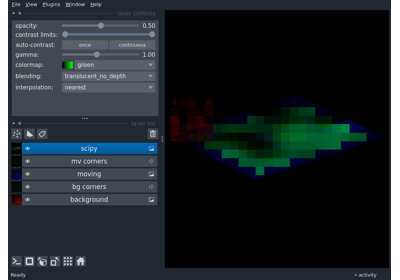 File View Plugins Window Help
layer controls
opacity: 0.50
contrast limits:
auto-contrast: once continuous
gamma: 1.00
colormap: green
blending: translucent_no_depth
interpolation: nearest
layer list
scipy
mv corners
moving
bg corners
background
Ready
activity